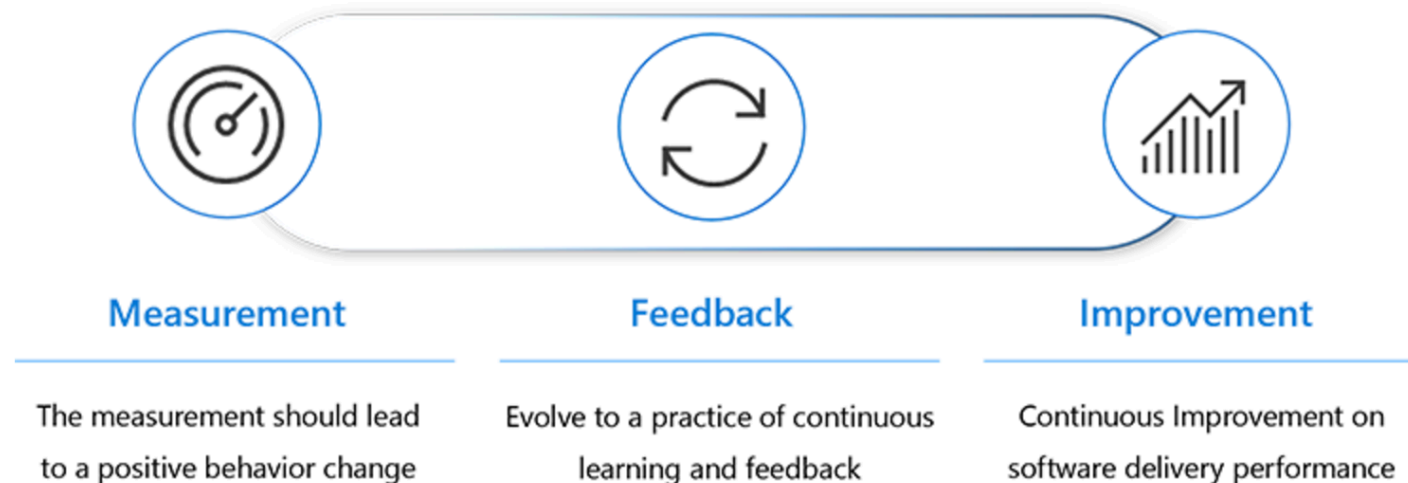 Measurement
The measurement should lead
to a positive behavior change
Feedback
Evolve to a practice of continuous
learning and feedback
Improvement
Continuous Improvement on
software delivery performance